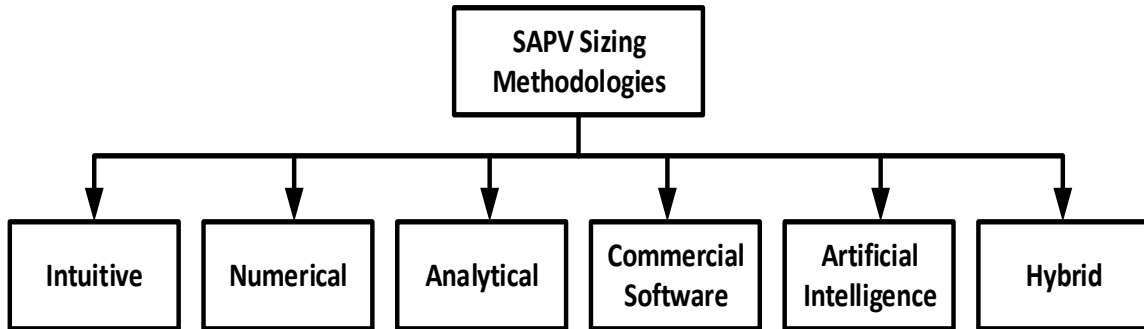 SAPV Sizing
Methodologies
Intuitive
Numerical
Analytical
Commercial
Software
Artificial
Intelligence
Hybrid